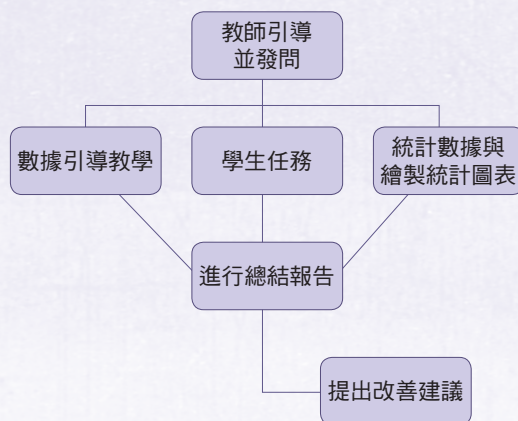 教師引導
並發問
數據引導教學
學生任務
統計數據與
繪製統計圖表
進行總結報告
提出改善建議